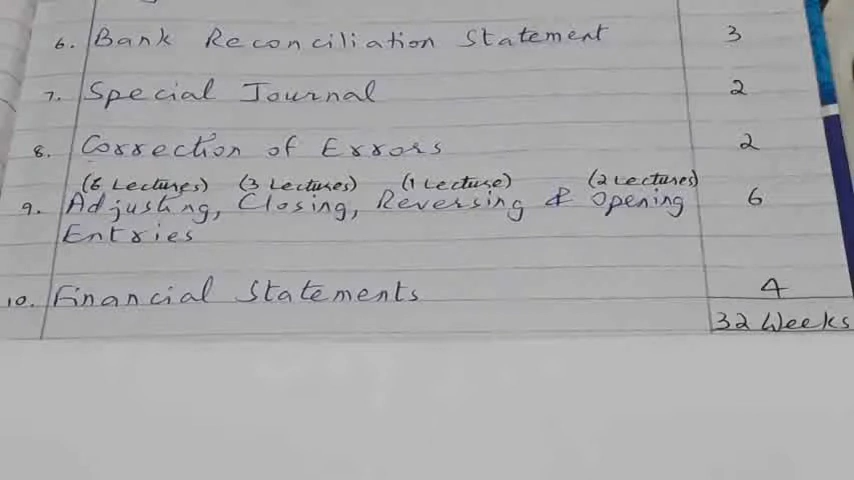 6. Bank Reconciliation Statement 3
7. Special Journal 2
8. Correction of Errors 2
(6 Lectures) (3 Lectures) (1 Lecture) (2 Lectures)
9. Adjusting, Closing, Reversing & Opening 6
Entries
10. Financial Statements 4
32 Weeks